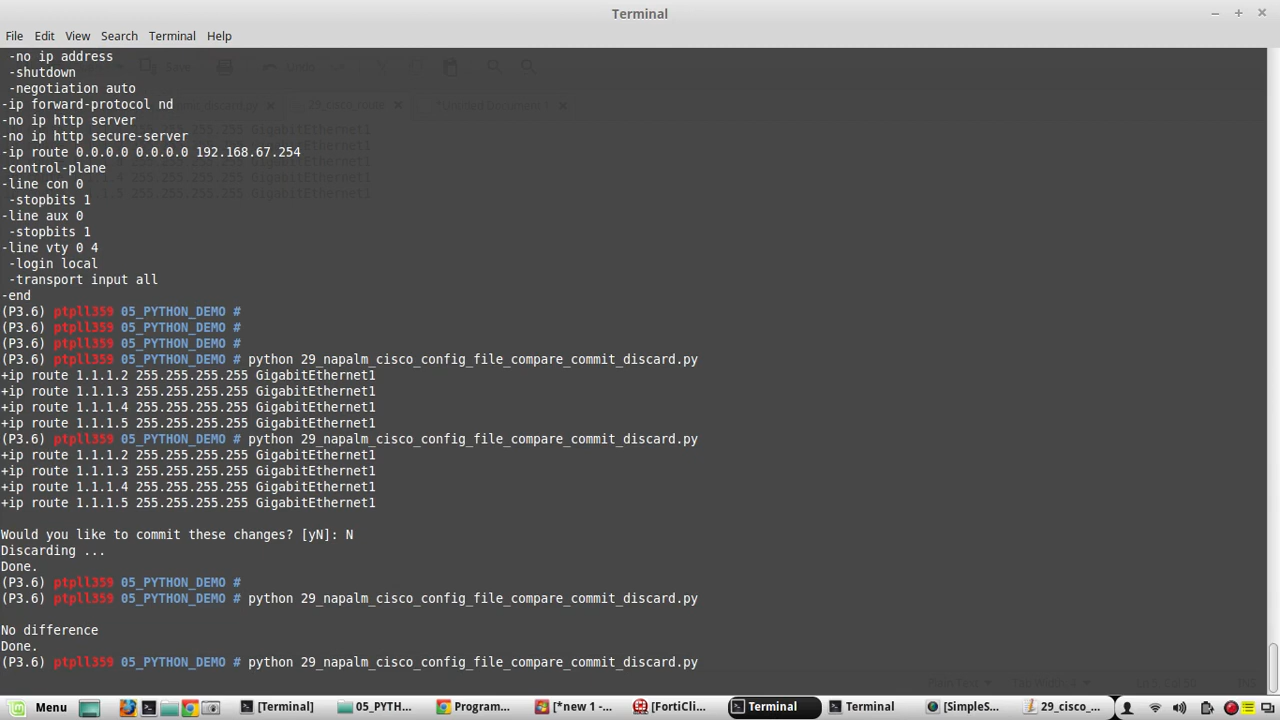 Terminal
File Edit View Search Terminal Help
-no ip address
-shutdown
-negotiation auto
-ip forward-protocol nd
-no ip http server
-no ip http secure-server
-ip route 0.0.0.0 0.0.0.0 192.168.67.254
-control-plane
-line con 0
-stopbits 1
-line aux 0
-stopbits 1
-line vty 0 4
-login local
-transport input all
-end
(P3.6) ptpll359 05_PYTHON_DEMO #
(P3.6) ptpll359 05_PYTHON_DEMO #
(P3.6) ptpll359 05_PYTHON_DEMO #
(P3.6) ptpll359 05_PYTHON_DEMO # python 29_napalm_cisco_config_file_compare_commit_discard.py
+ip route 1.1.1.2 255.255.255.255 GigabitEthernet1
+ip route 1.1.1.3 255.255.255.255 GigabitEthernet1
+ip route 1.1.1.4 255.255.255.255 GigabitEthernet1
+ip route 1.1.1.5 255.255.255.255 GigabitEthernet1
(P3.6) ptpll359 05_PYTHON_DEMO # python 29_napalm_cisco_config_file_compare_commit_discard.py
+ip route 1.1.1.2 255.255.255.255 GigabitEthernet1
+ip route 1.1.1.3 255.255.255.255 GigabitEthernet1
+ip route 1.1.1.4 255.255.255.255 GigabitEthernet1
+ip route 1.1.1.5 255.255.255.255 GigabitEthernet1
Would you like to commit these changes? [yN]: N
Discarding ...
Done.
(P3.6) ptpll359 05_PYTHON_DEMO #
(P3.6) ptpll359 05_PYTHON_DEMO # python 29_napalm_cisco_config_file_compare_commit_discard.py
No difference
Done.
(P3.6) ptpll359 05_PYTHON_DEMO # python 29_napalm_cisco_config_file_compare_commit_discard.py
Menu [Terminal] 05_PYTH... Program... [*new 1 -... [FortiCli... Terminal Terminal [SimpleS... 29_cisco_...